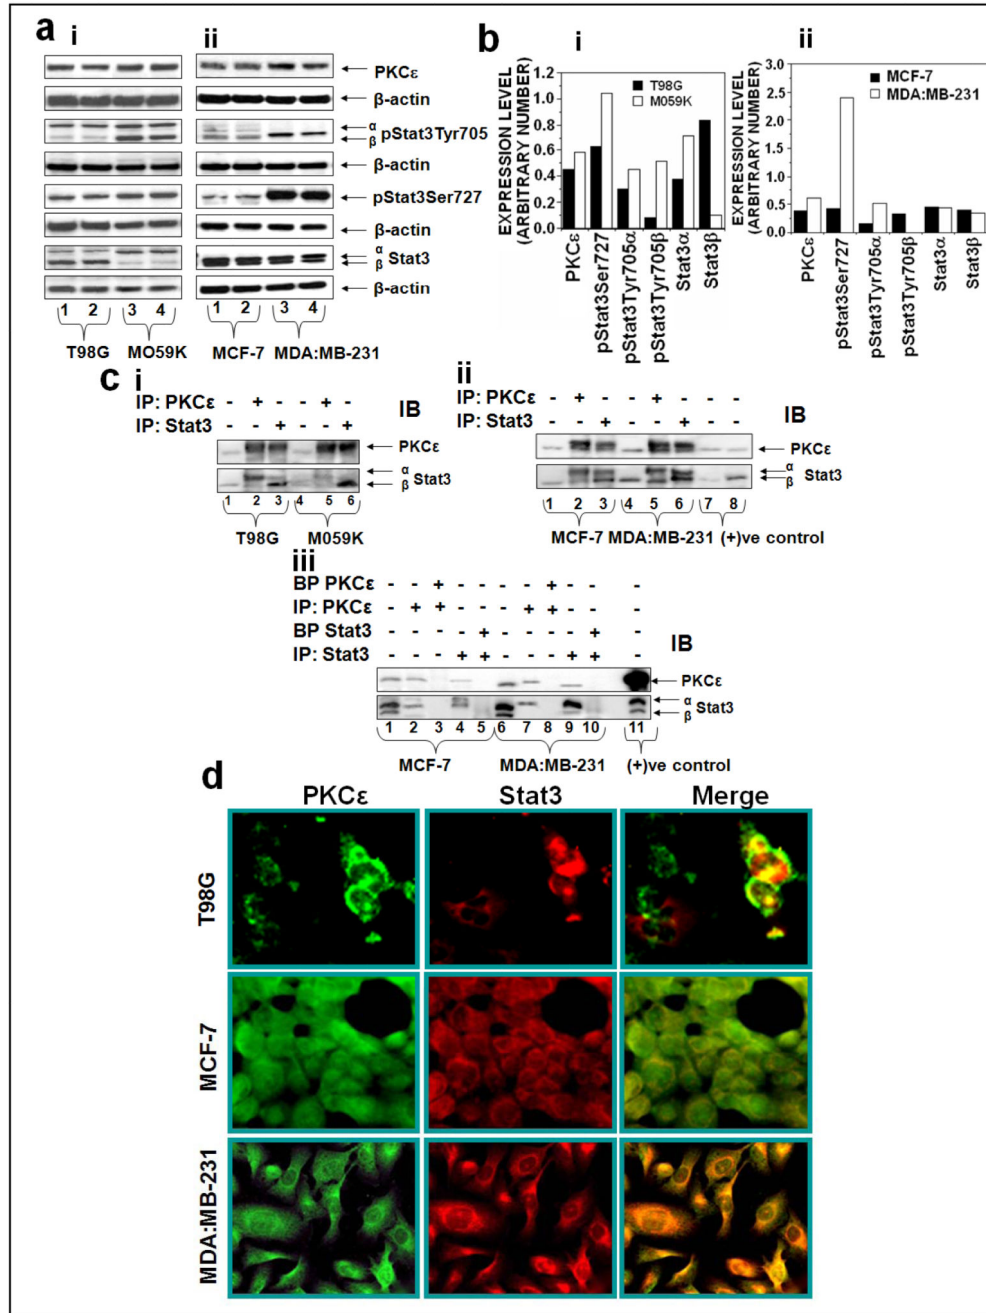 a
i
ii
PKCε
β-actin
α
β pStat3Tyr705
β-actin
pStat3Ser727
β-actin
α
β Stat3
β-actin
1 2 3 4 1 2 3 4
T98G MO59K MCF-7 MDA:MB-231
b
i
EXPRESSION LEVEL
(ARBITRARY NUMBER)
1.2
1.0
0.8
0.6
0.4
0.2
0
T98G
M059K
PKCε
pStat3Ser727
pStat3Tyr705α
pStat3Tyr705β
Stat3α
Stat3β
ii
EXPRESSION LEVEL
(ARBITRARY NUMBER)
3.0
2.5
2.0
1.5
1.0
0.5
0.0
MCF-7
MDA:MB-231
PKCε
pStat3Ser727
pStat3Tyr705α
pStat3Tyr705β
Stat3α
Stat3β
c
i
IP: PKCε - + - - + -
IP: Stat3 - - + - - +
IB
PKCε
α
β Stat3
1 2 3 4 5 6
T98G M059K
ii
IP: PKCε - + - - + - - -
IP: Stat3 - - + - - + - -
IB
PKCε
α
β Stat3
1 2 3 4 5 6 7 8
MCF-7 MDA:MB-231 (+)ve control
iii
BP PKCε - - + - - - - + - - -
IP: PKCε - + + - - - + + - - -
BP Stat3 - - - - + - - - - + -
IP: Stat3 - - - + + - - - + + -
IB
PKCε
α
β Stat3
1 2 3 4 5 6 7 8 9 10 11
MCF-7 MDA:MB-231 (+)ve control
d
PKCε Stat3 Merge
T98G
MCF-7
MDA:MB-231